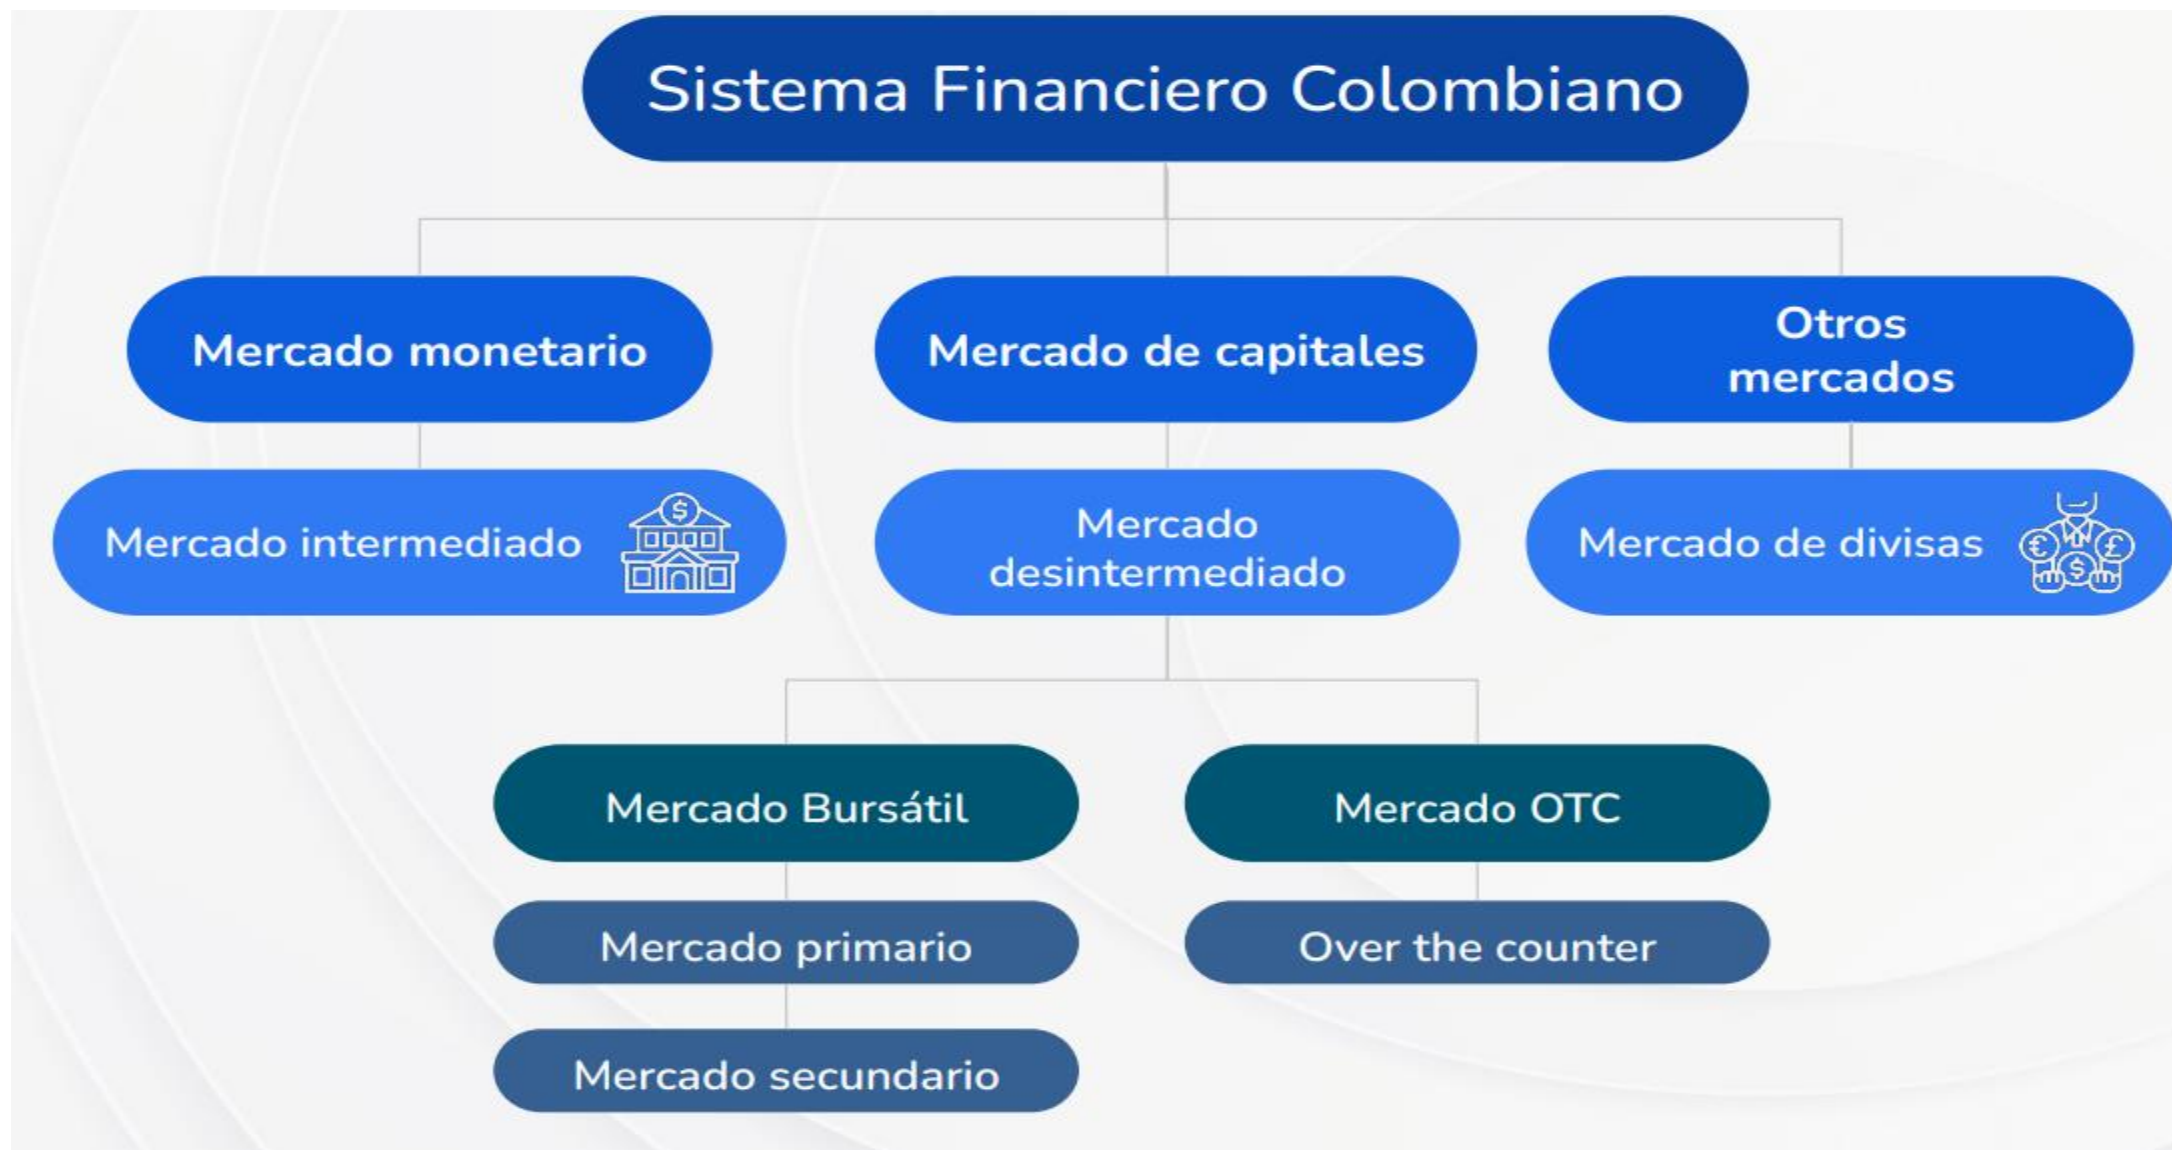 Sistema Financiero Colombiano
Mercado monetario
Mercado de capitales
Otros
mercados
Mercado intermediado
$
Mercado
desintermediado
Mercado de divisas
€
£
$
Mercado Bursátil
Mercado OTC
Mercado primario
Over the counter
Mercado secundario